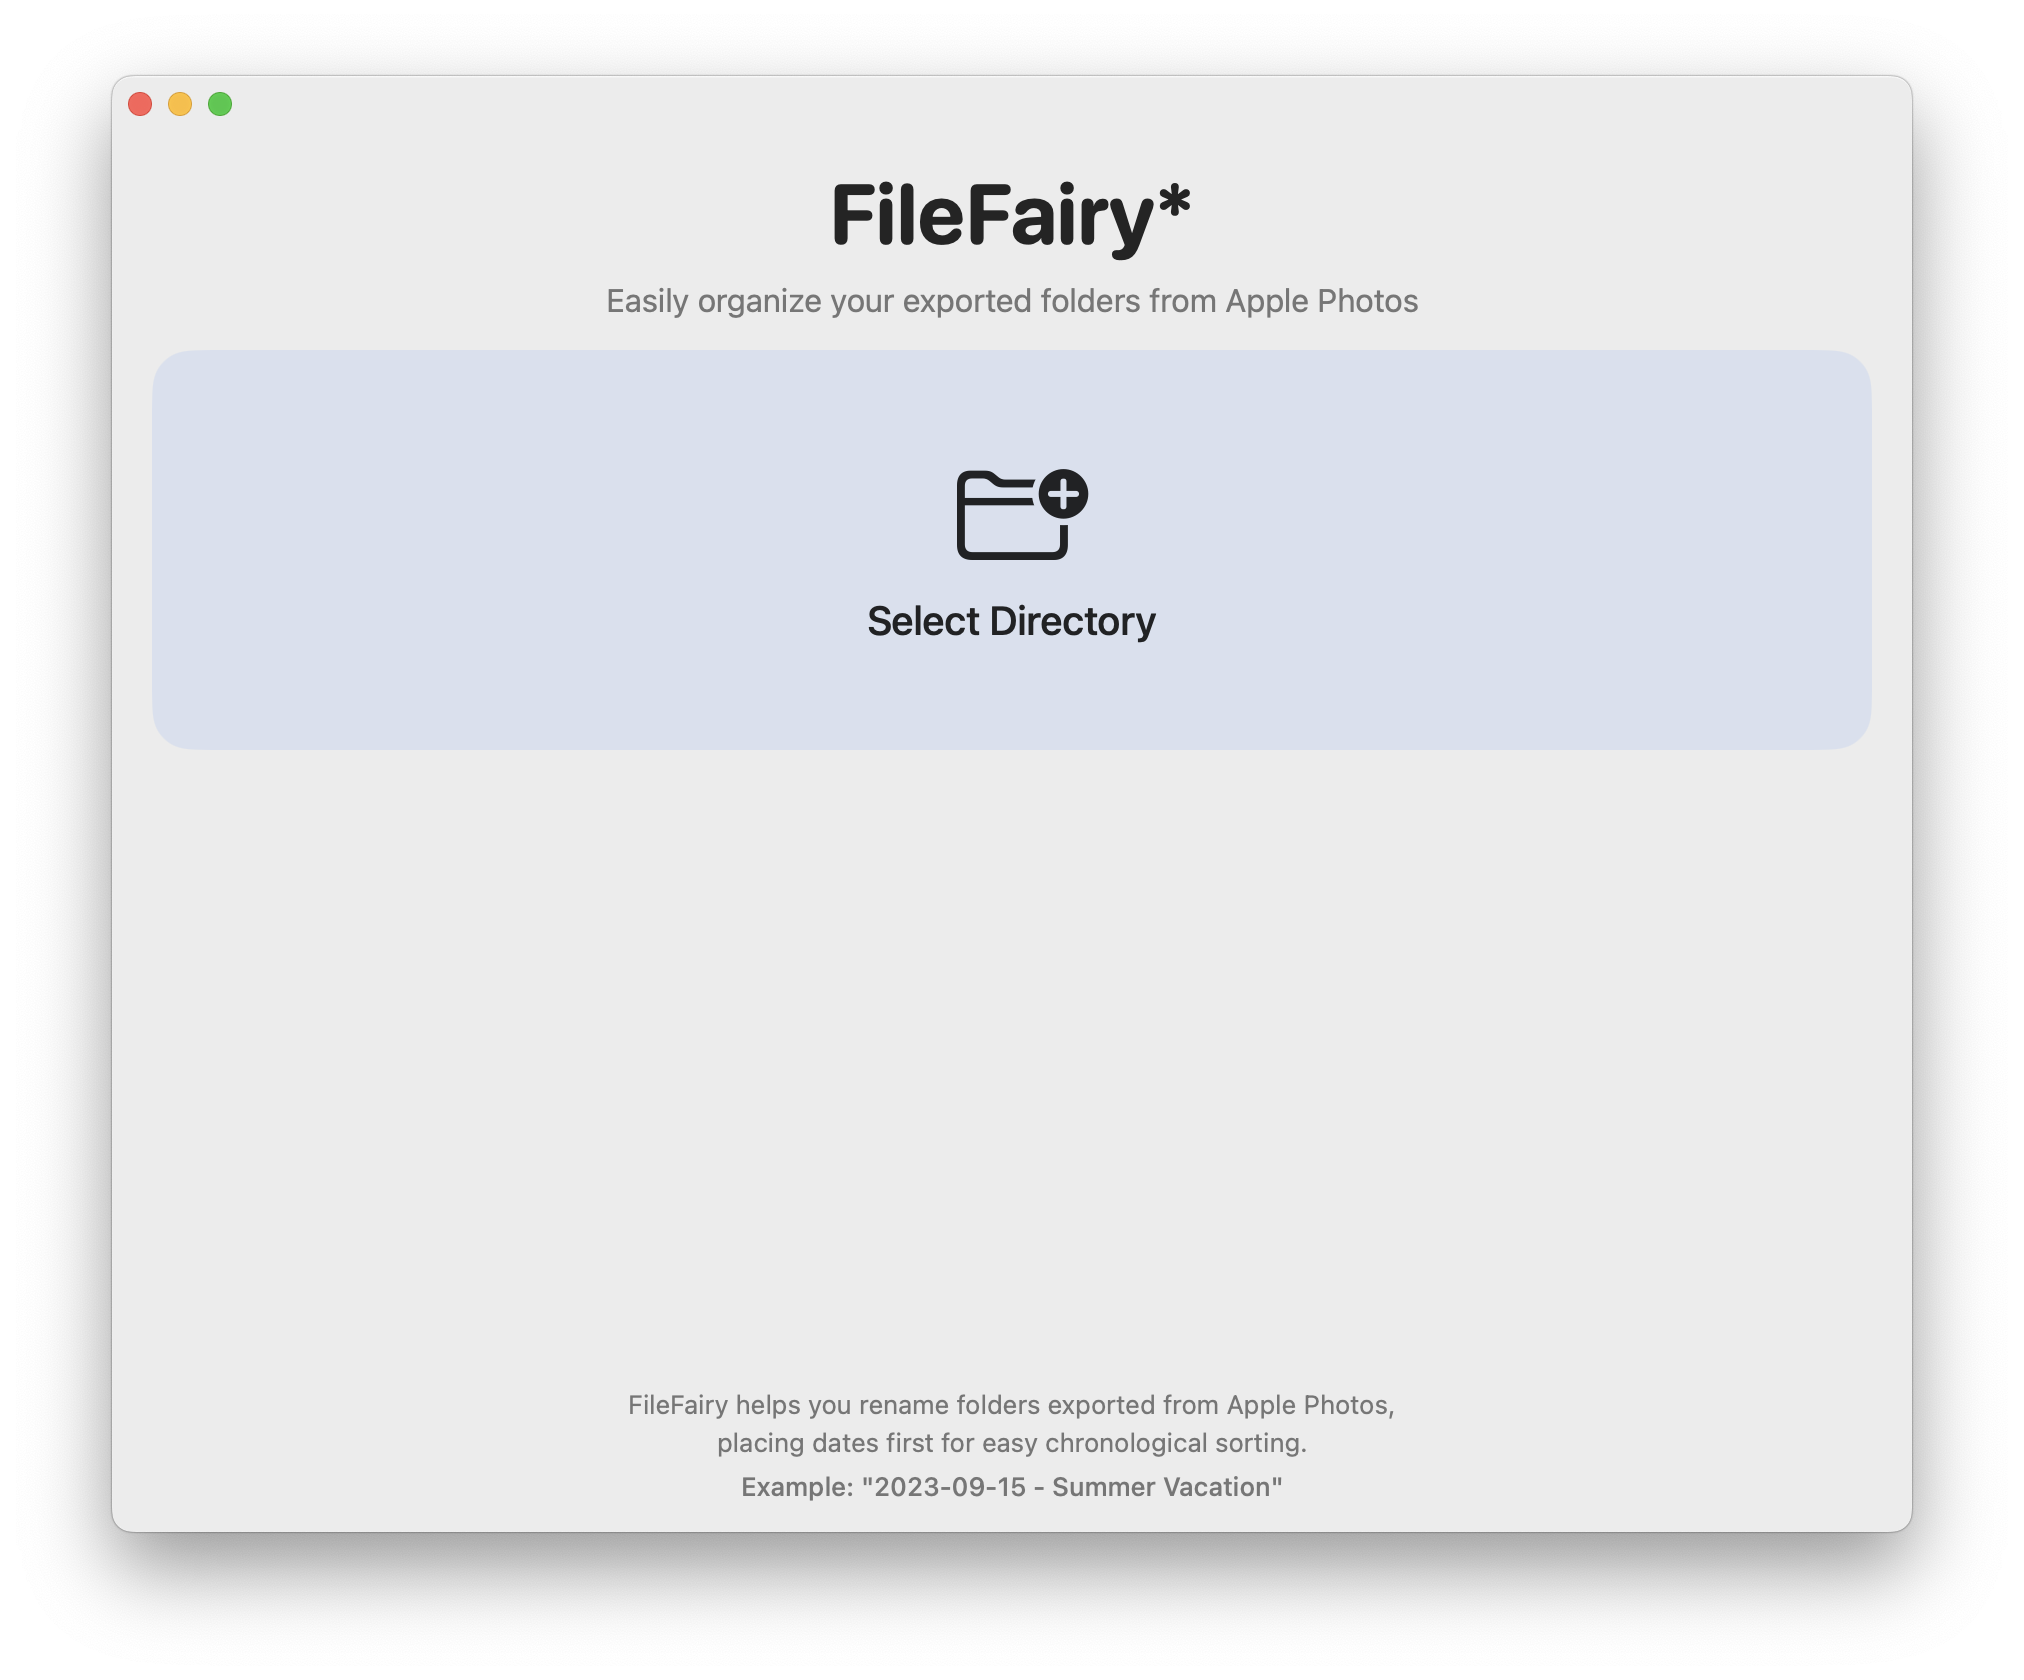 FileFairy*
Easily organize your exported folders from Apple Photos
Select Directory
FileFairy helps you rename folders exported from Apple Photos,
placing dates first for easy chronological sorting.
Example: "2023-09-15 - Summer Vacation"